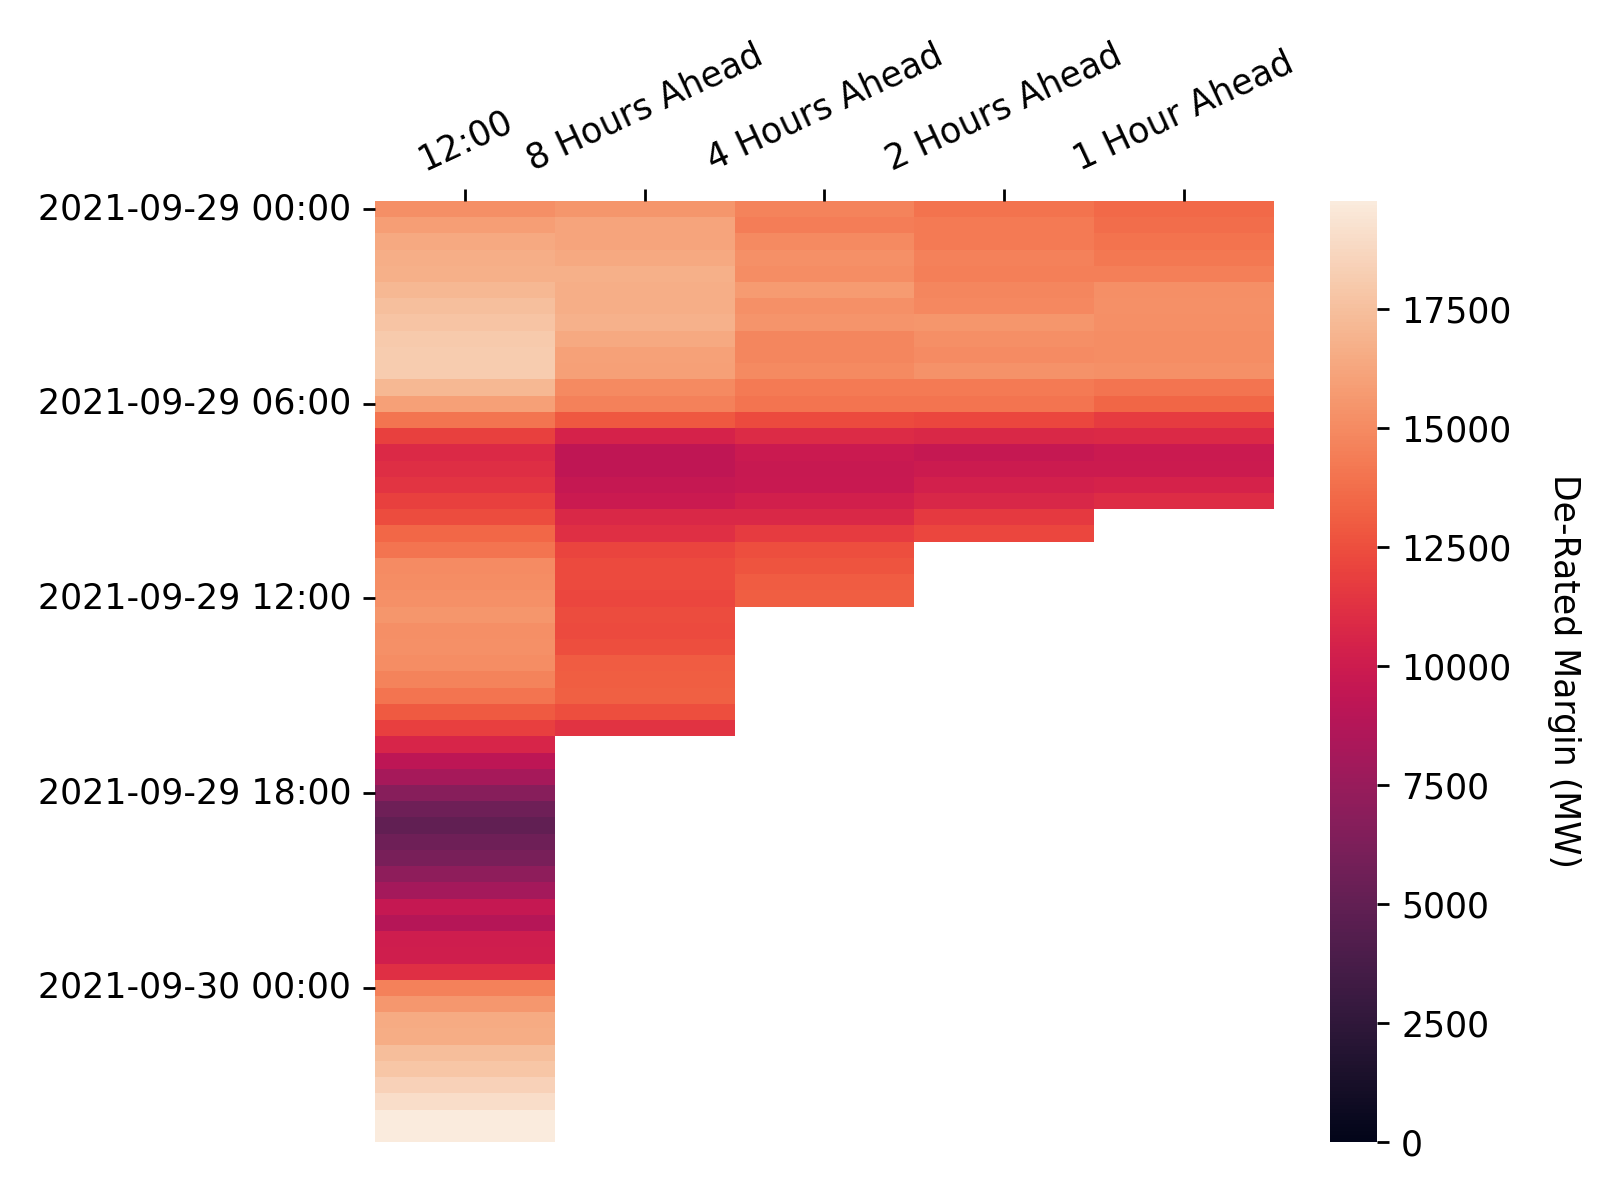 12:00
8 Hours Ahead
4 Hours Ahead
2 Hours Ahead
1 Hour Ahead
2021-09-29 00:00
2021-09-29 06:00
2021-09-29 12:00
2021-09-29 18:00
2021-09-30 00:00
17500
15000
12500
10000
7500
5000
2500
0
De-Rated Margin (MW)